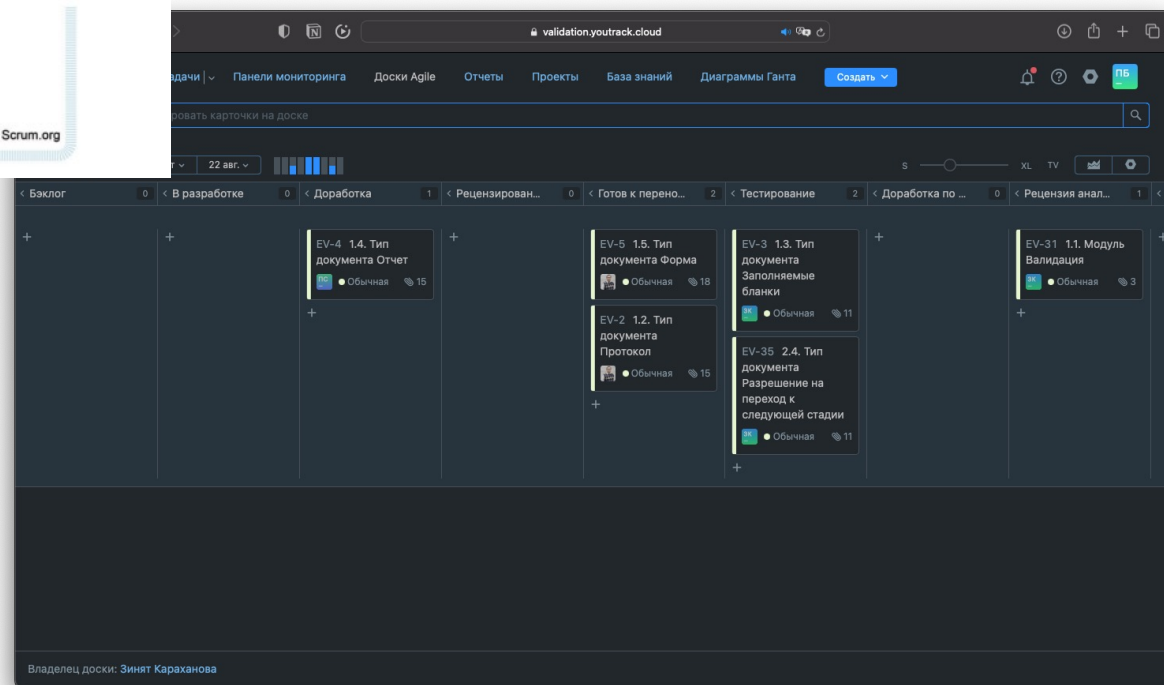 validation.youtrack.cloud
адачи Панели мониторинга Доски Agile Отчеты Проекты База знаний Диаграммы Ганта Создать ПБ
ровать карточки на доске
Scrum.org
22 авг. S XL TV
Бэклог 0 В разработке 0 Доработка 1 Рецензирован... 0 Готов к перено... 2 Тестирование 2 Доработка по ... 0 Рецензия анал... 1
EV-4 1.4. Тип
документа Отчет
ПС Обычная 15
EV-5 1.5. Тип
документа Форма
Обычная 18
EV-2 1.2. Тип
документа
Протокол
Обычная 15
EV-3 1.3. Тип
документа
Заполняемые
бланки
ЗК Обычная 11
EV-35 2.4. Тип
документа
Разрешение на
переход к
следующей стадии
ЗК Обычная 11
EV-31 1.1. Модуль
Валидация
ЗК Обычная 3
Владелец доски: Зинят Караханова